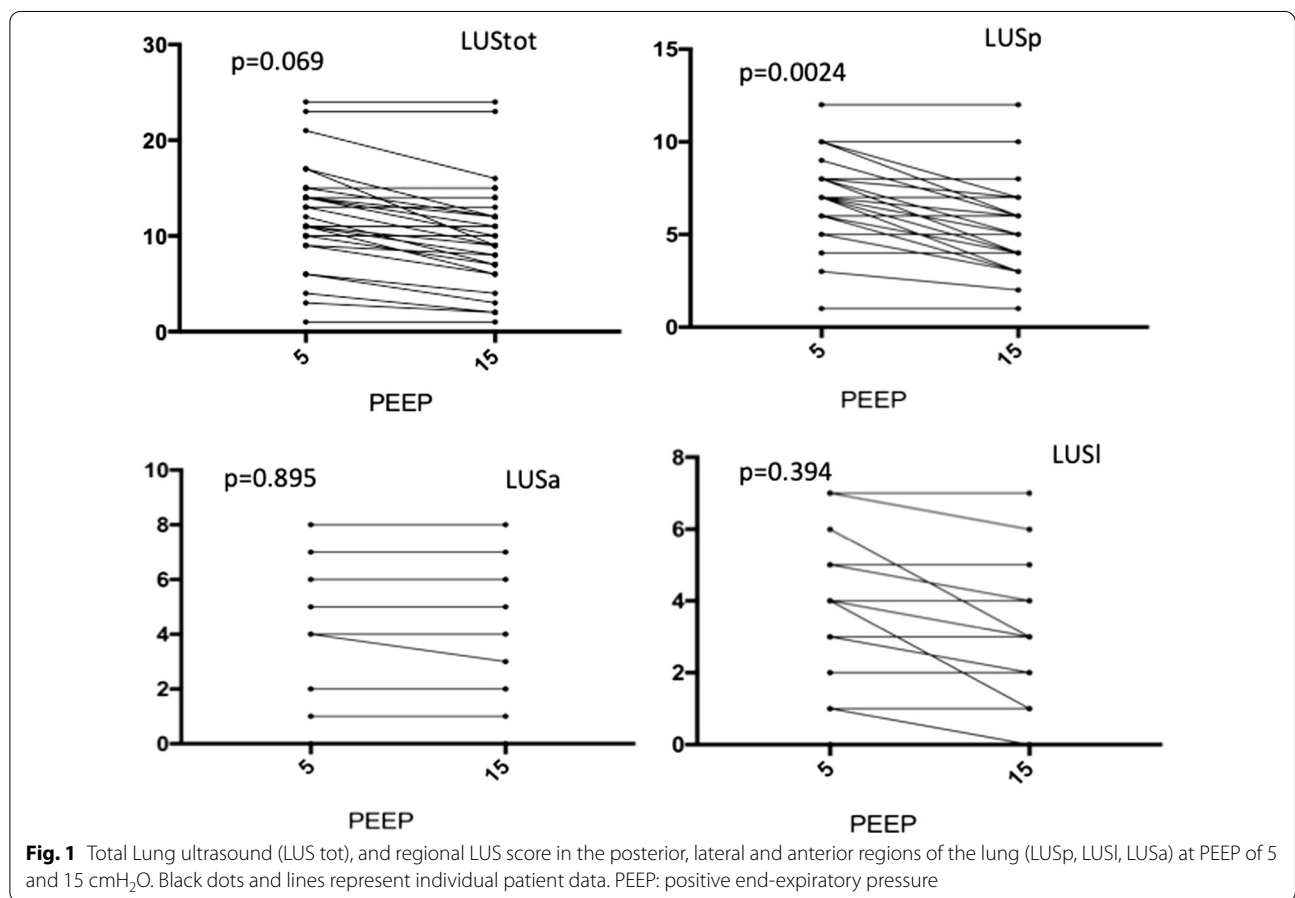 LUStot
p=0.069
30
20
10
0
5
15
PEEP
LUSp
p=0.0024
15
10
5
0
5
15
PEEP
LUSa
p=0.895
10
8
6
4
2
0
5
15
PEEP
LUSl
p=0.394
8
6
4
2
0
5
15
PEEP
Fig. 1 Total Lung ultrasound (LUS tot), and regional LUS score in the posterior, lateral and anterior regions of the lung (LUSp, LUSl, LUSa) at PEEP of 5
and 15 cmH₂O. Black dots and lines represent individual patient data. PEEP: positive end-expiratory pressure